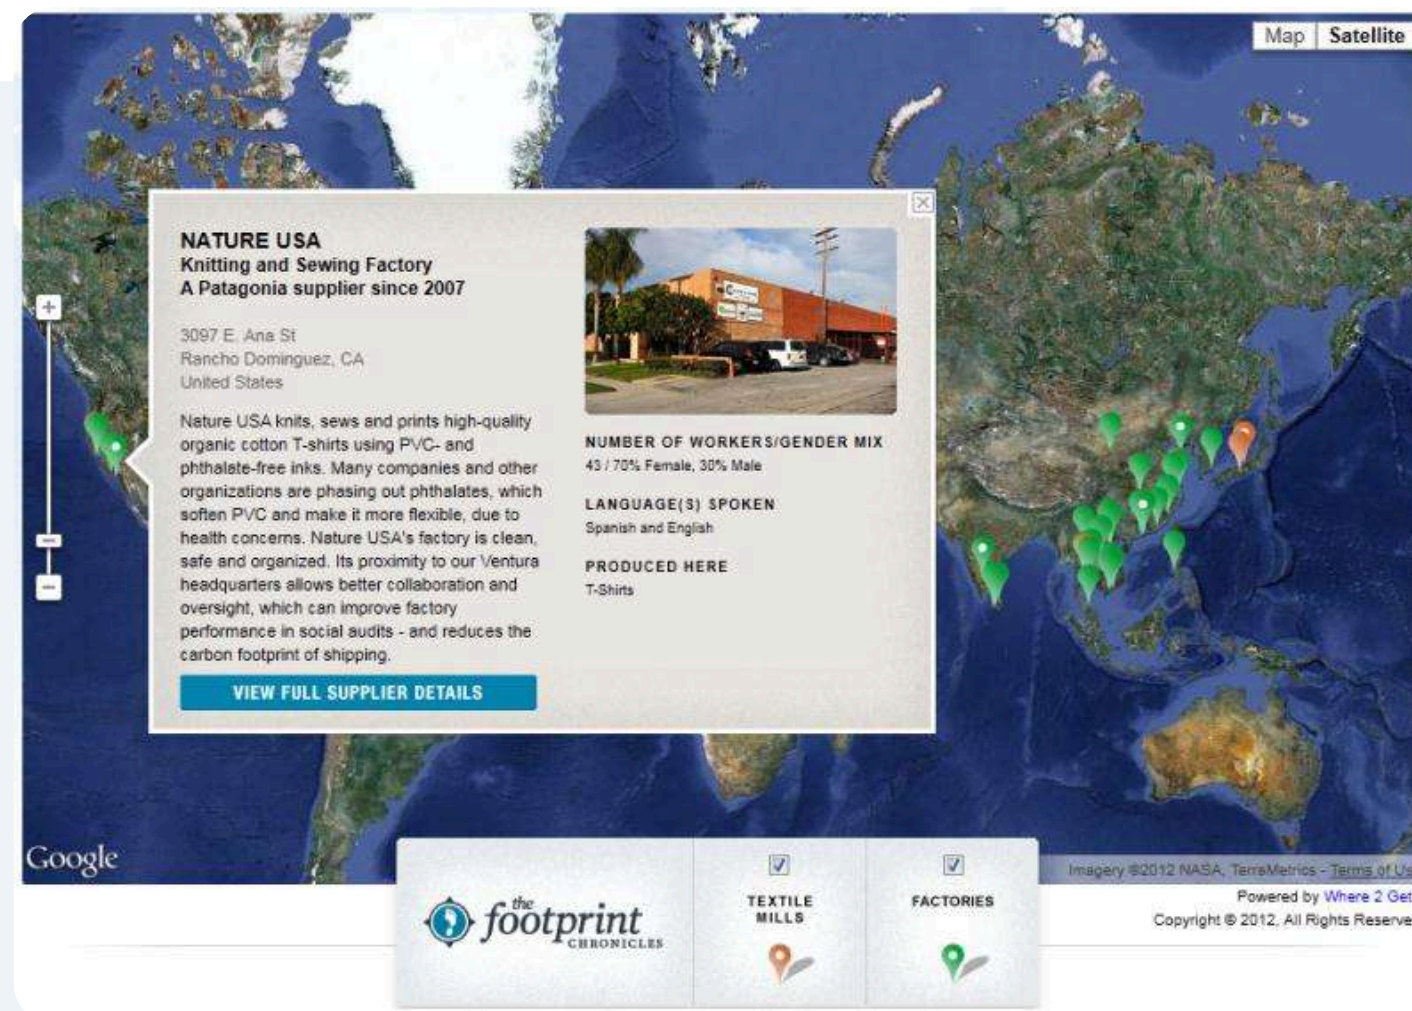 Map
Satellite
NATURE USA
Knitting and Sewing Factory
A Patagonia supplier since 2007
3097 E. Ana St
Rancho Dominguez, CA
United States
Nature USA knits, sews and prints high-quality
organic cotton T-shirts using PVC- and
phthalate-free inks. Many companies and other
organizations are phasing out phthalates, which
soften PVC and make it more flexible, due to
health concerns. Nature USA's factory is clean,
safe and organized. Its proximity to our Ventura
headquarters allows better collaboration and
oversight, which can improve factory
performance in social audits - and reduces the
carbon footprint of shipping.
VIEW FULL SUPPLIER DETAILS
NUMBER OF WORKERS/GENDER MIX
43 / 70% Female, 30% Male
LANGUAGE(S) SPOKEN
Spanish and English
PRODUCED HERE
T-Shirts
Google
Imagery ©2012 NASA, TerraMetrics - Terms of Us
Powered by Where 2 Get
Copyright © 2012, All Rights Reserve
the
footprint
CHRONICLES
TEXTILE
MILLS
FACTORIES